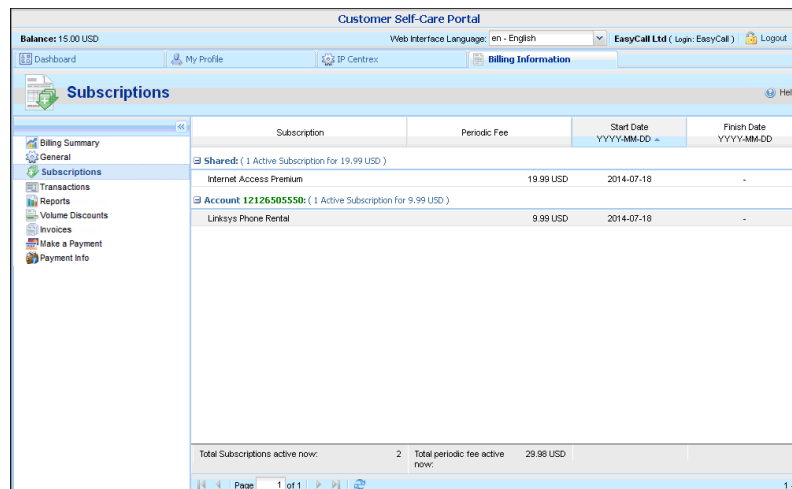 Customer Self-Care Portal
Balance: 15.00 USD Web Interface Language: en - English EasyCall Ltd ( Login: EasyCall ) Logout
Dashboard My Profile IP Centrex Billing Information
Subscriptions
Hel
Subscription Periodic Fee Start Date YYYY-MM-DD Finish Date YYYY-MM-DD
Billing Summary
General
Subscriptions
Transactions
Reports
Volume Discounts
Invoices
Make a Payment
Payment Info
Shared: ( 1 Active Subscription for 19.99 USD )
Internet Access Premium 19.99 USD 2014-07-18 -
Account 12126505550: ( 1 Active Subscription for 9.99 USD )
Linksys Phone Rental 9.99 USD 2014-07-18 -
Total Subscriptions active now: 2 Total periodic fee active now: 29.98 USD
Page 1 of 1 1 -